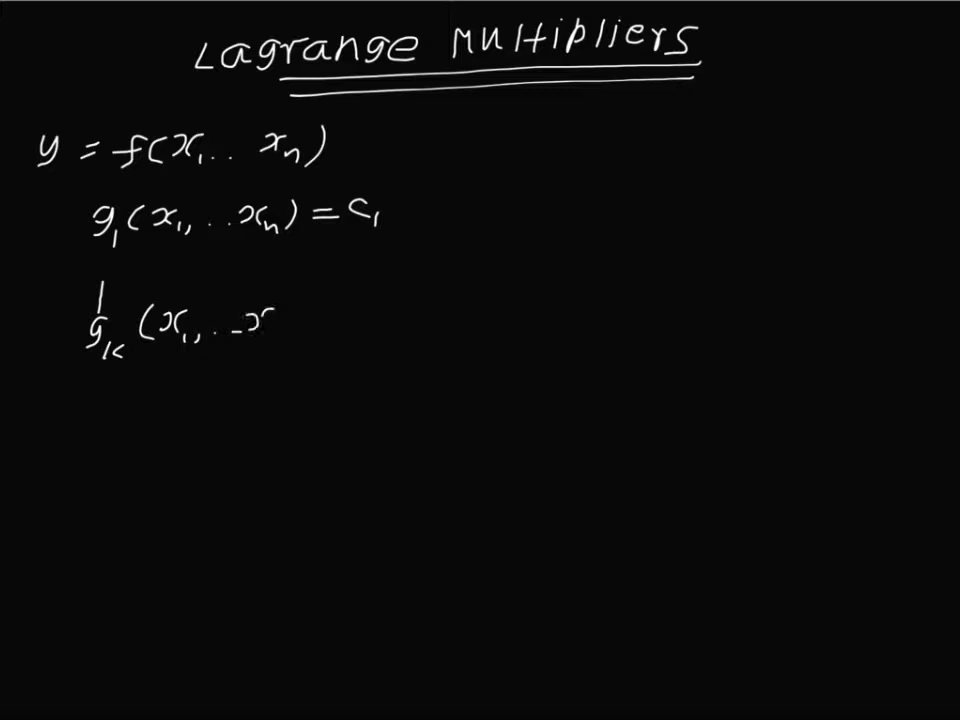 Lagrange Multipliers
y = f(x₁.. xₙ)
g₁(x₁, ..xₙ) = c₁
|
gₖ (x₁, ..x